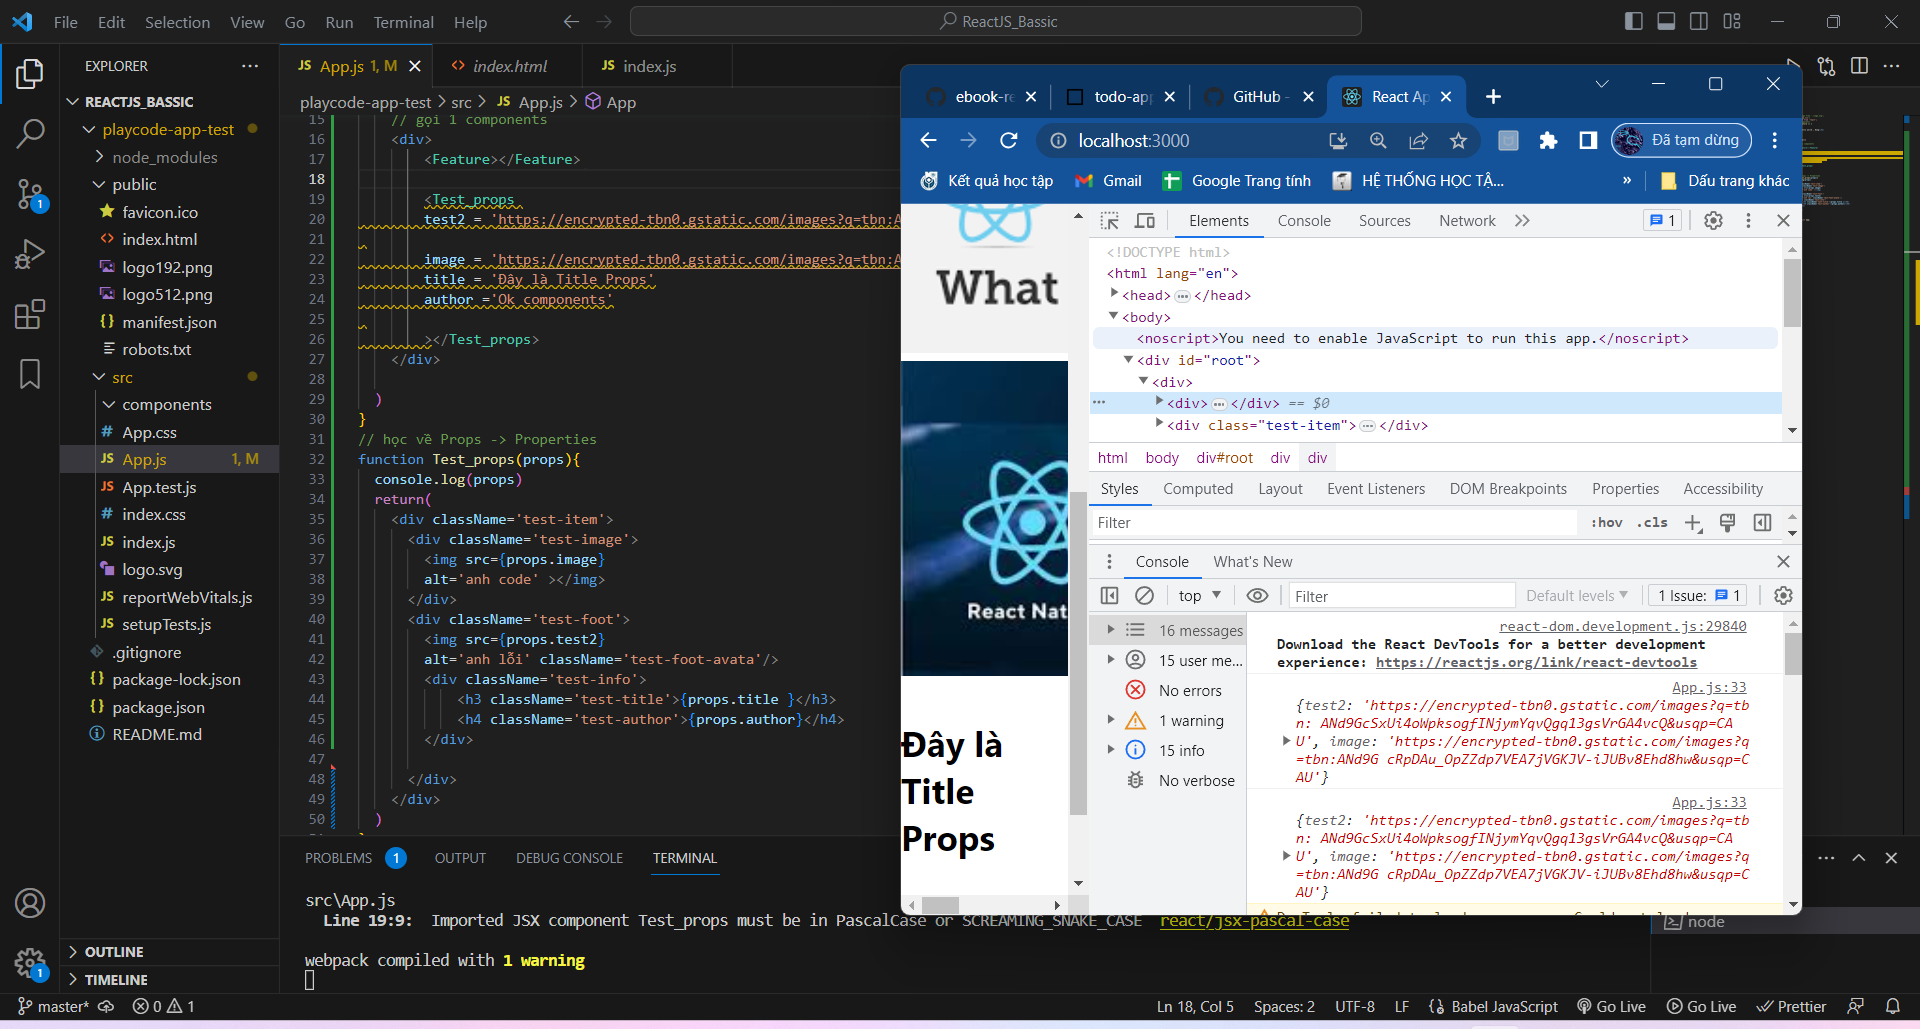 File Edit Selection View Go Run Terminal Help
ReactJS_Bassic
EXPLORER
REACTJS_BASSIC
playcode-app-test
node_modules
public
favicon.ico
index.html
logo192.png
logo512.png
manifest.json
robots.txt
src
components
App.css
App.js 1, M
App.test.js
index.css
index.js
logo.svg
reportWebVitals.js
setupTests.js
.gitignore
package-lock.json
package.json
README.md
OUTLINE
TIMELINE
App.js 1, M
index.html
index.js
playcode-app-test > src > JS App.js > App
15 // gọi 1 components
16 <div>
17 <Feature></Feature>
18
19 <Test_props
20 test2 = 'https://encrypted-tbn0.gstatic.com/images?q=tbn:A
21
22 image = 'https://encrypted-tbn0.gstatic.com/images?q=tbn:A
23 title = 'Đây là Title Props'
24 author ='Ok components'
25
26 ></Test_props>
27 </div>
28
29 )
30 }
31 // học về Props -> Properties
32 function Test_props(props){
33 console.log(props)
34 return(
35 <div className='test-item'>
36 <div className='test-image'>
37 <img src={props.image}
38 alt='anh code' ></img>
39 </div>
40 <div className='test-foot'>
41 <img src={props.test2}
42 alt='anh lỗi' className='test-foot-avata'/>
43 <div className='test-info'>
44 <h3 className='test-title'>{props.title }</h3>
45 <h4 className='test-author'>{props.author}</h4>
46 </div>
47
48 </div>
49 </div>
50 )
PROBLEMS 1 OUTPUT DEBUG CONSOLE TERMINAL
src\App.js
Line 19:9: Imported JSX component Test_props must be in PascalCase or SCREAMING_SNAKE_CASE react/jsx-pascal-case
webpack compiled with 1 warning
node
master* 0 1 Ln 18, Col 5 Spaces: 2 UTF-8 LF Babel JavaScript Go Live Go Live Prettier
ebook-re
todo-app
GitHub -
React Ap
localhost:3000
Đã tạm dừng
Kết quả học tập Gmail Google Trang tính HỆ THỐNG HỌC TẬ... » Dấu trang khác
What
React Nat
Đây là
Title
Props
Elements Console Sources Network 1
<!DOCTYPE html>
<html lang="en">
<head> </head>
<body>
<noscript>You need to enable JavaScript to run this app.</noscript>
<div id="root">
<div>
<div> </div> == $0
<div class="test-item"> </div>
html body div#root div div
Styles Computed Layout Event Listeners DOM Breakpoints Properties Accessibility
Filter :hov .cls
Console What's New
top Filter Default levels 1 Issue: 1
16 messages
15 user me...
No errors
1 warning
15 info
No verbose
react-dom.development.js:29840
Download the React DevTools for a better development
experience: https://reactjs.org/link/react-devtools
App.js:33
{test2: 'https://encrypted-tbn0.gstatic.com/images?q=tb
n: ANd9GcSxUi4oWpksogfINjymYqvQgq13gsVrGA4vcQ&usqp=CA
U', image: 'https://encrypted-tbn0.gstatic.com/images?q
=tbn:ANd9G cRpDAu_OpZZdp7VEA7jVGKJV-iJUBv8Ehd8hw&usqp=C
AU'}
App.js:33
{test2: 'https://encrypted-tbn0.gstatic.com/images?q=tb
n: ANd9GcSxUi4oWpksogfINjymYqvQgq13gsVrGA4vcQ&usqp=CA
U', image: 'https://encrypted-tbn0.gstatic.com/images?q
=tbn:ANd9G cRpDAu_OpZZdp7VEA7jVGKJV-iJUBv8Ehd8hw&usqp=C
AU'}